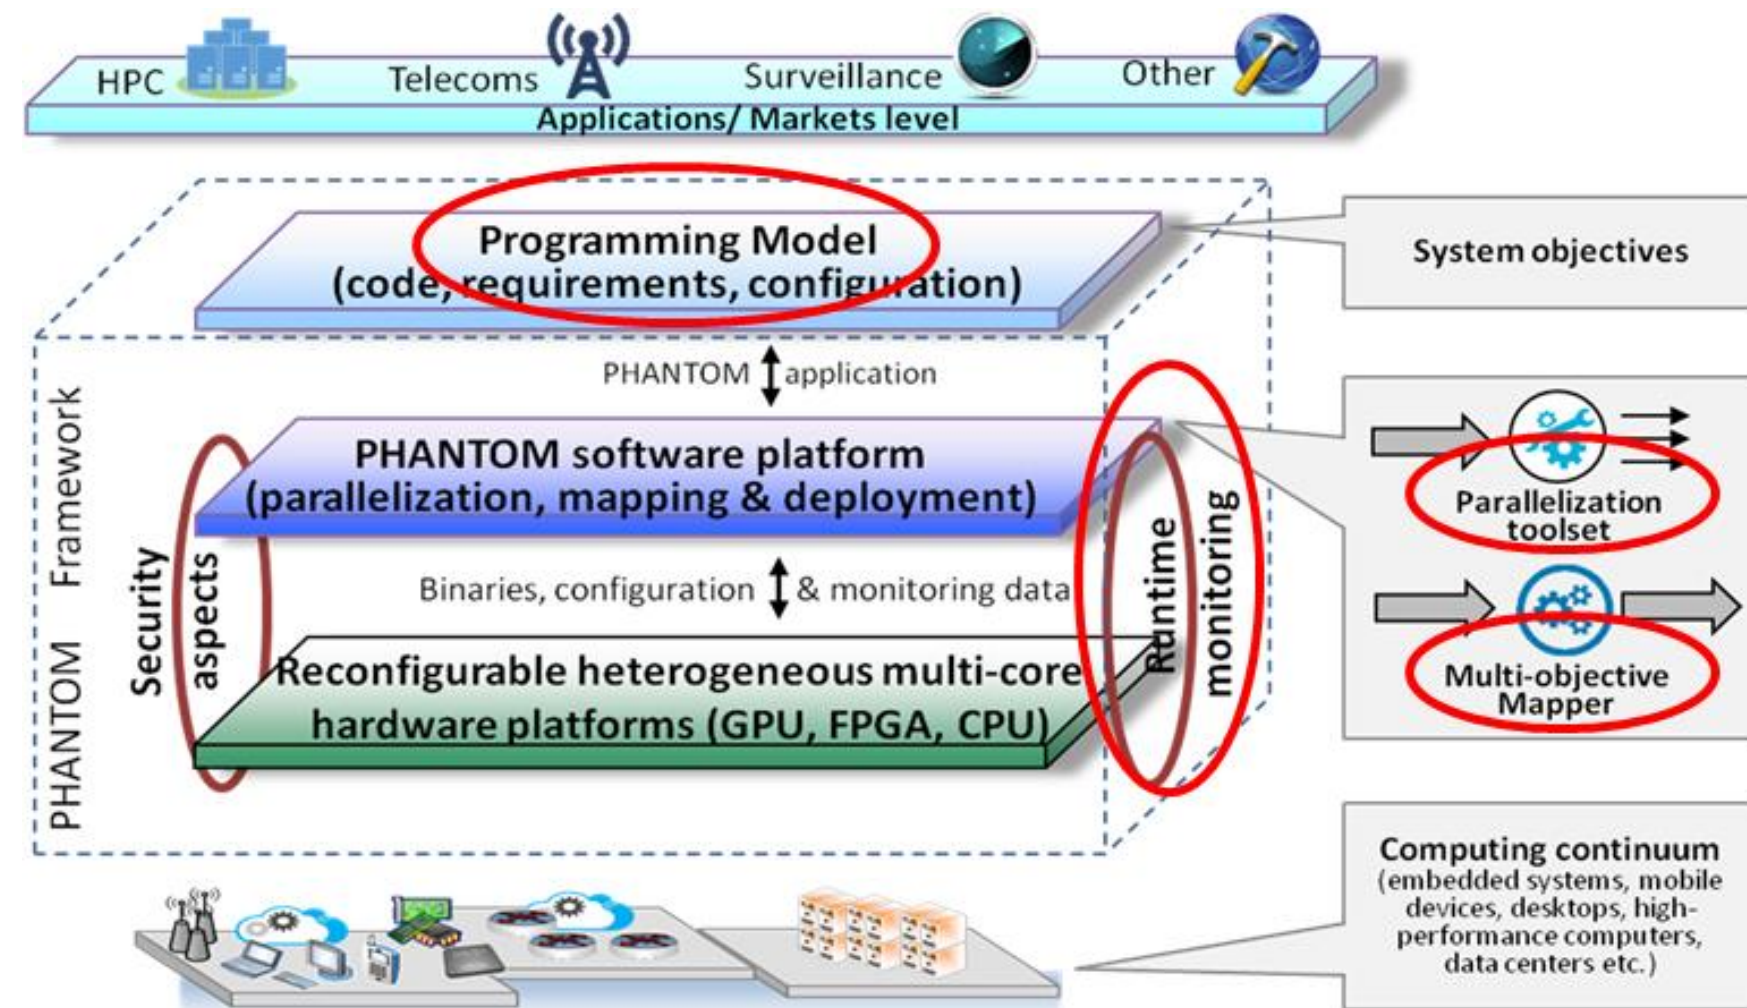 HPC
Telecoms
Surveillance
Other
Applications/ Markets level
Programming Model
(code, requirements, configuration)
System objectives
PHANTOM application
PHANTOM software platform
(parallelization, mapping & deployment)
Parallelization
toolset
Binaries, configuration & monitoring data
Reconfigurable heterogeneous multi-core
hardware platforms (GPU, FPGA, CPU)
Multi-objective
Mapper
PHANTOM Framework
Security
aspects
Runtime
monitoring
Computing continuum
(embedded systems, mobile
devices, desktops, high-
performance computers,
data centers etc.)